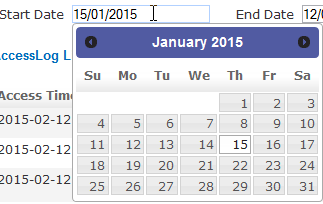 Start Date 15/01/2015 End Date 12/0
January 2015
AccessLog L
Su Mo Tu We Th Fr Sa
Access Time
1 2 3
2015-02-12 4 5 6 7 8 9 10
11 12 13 14 15 16 17
2015-02-12 18 19 20 21 22 23 24
2015-02-12 25 26 27 28 29 30 31